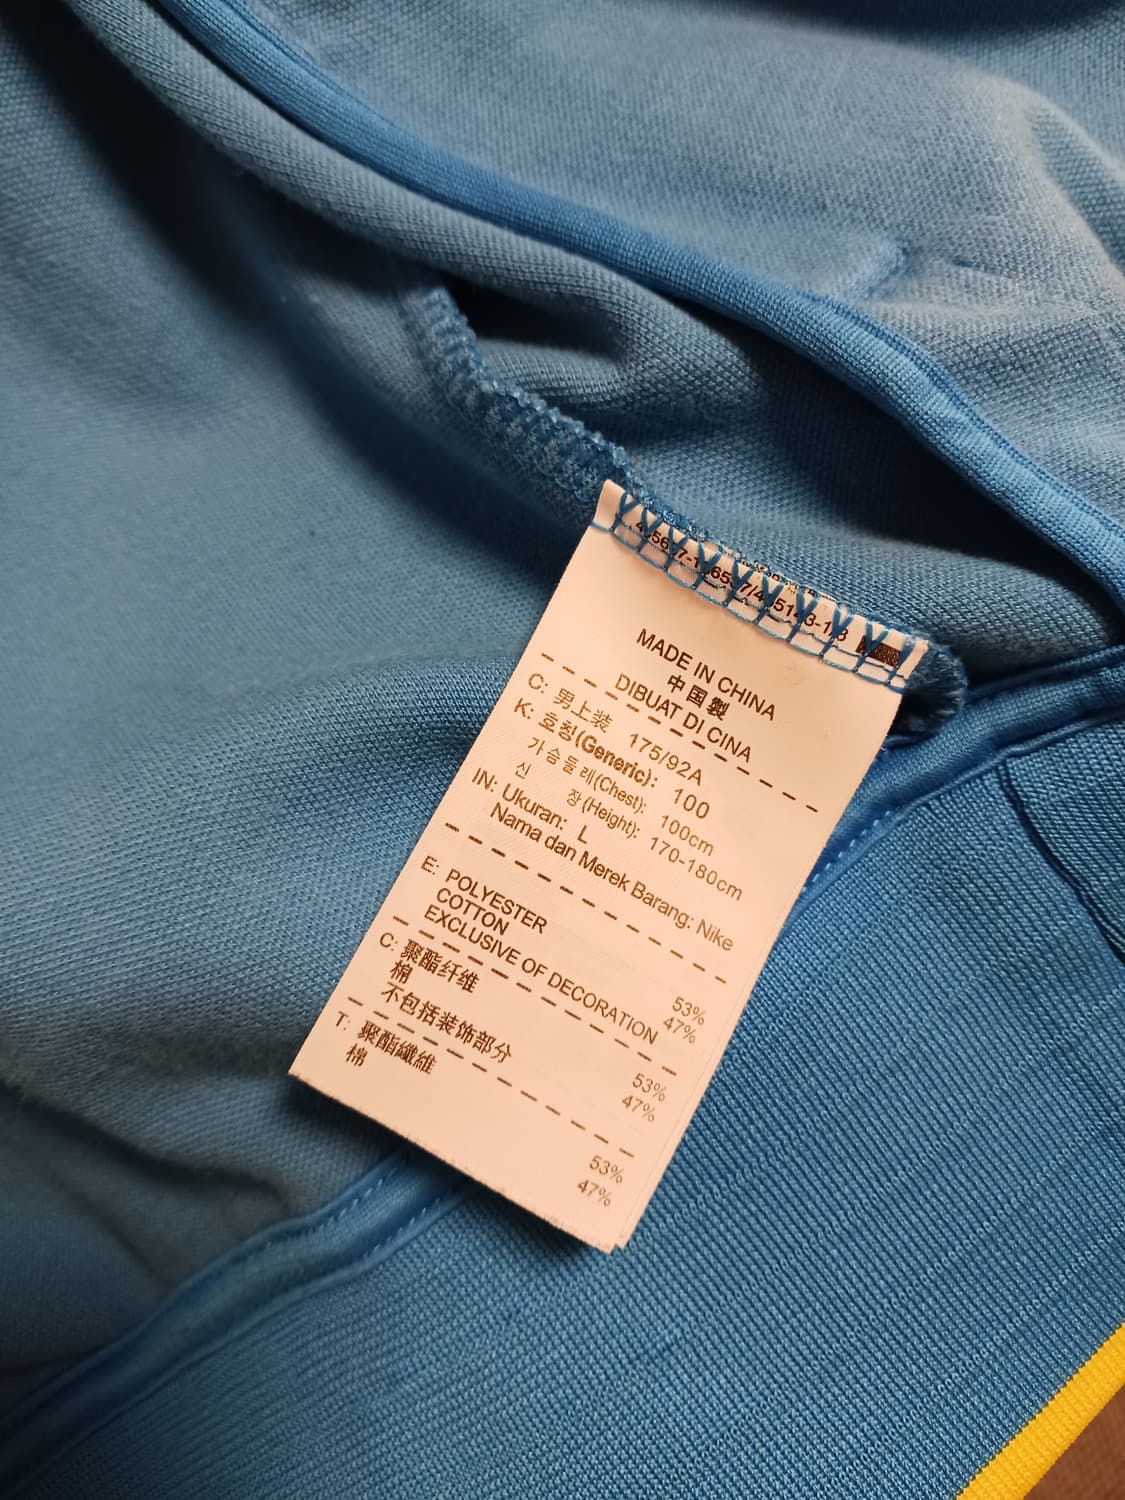 MADE IN CHINA
中国製
DIBUAT DI CINA
C: 男上装 175/92A
K: 호칭(Generic): 100
가슴둘레(Chest): 100cm
신 장(Height): 170-180cm
IN: Ukuran: L
Nama dan Merek Barang: Nike
E: POLYESTER 53%
COTTON 47%
EXCLUSIVE OF DECORATION
C: 聚酯纤维 53%
棉 47%
不包括装饰部分
T: 聚酯纖維 53%
棉 47%